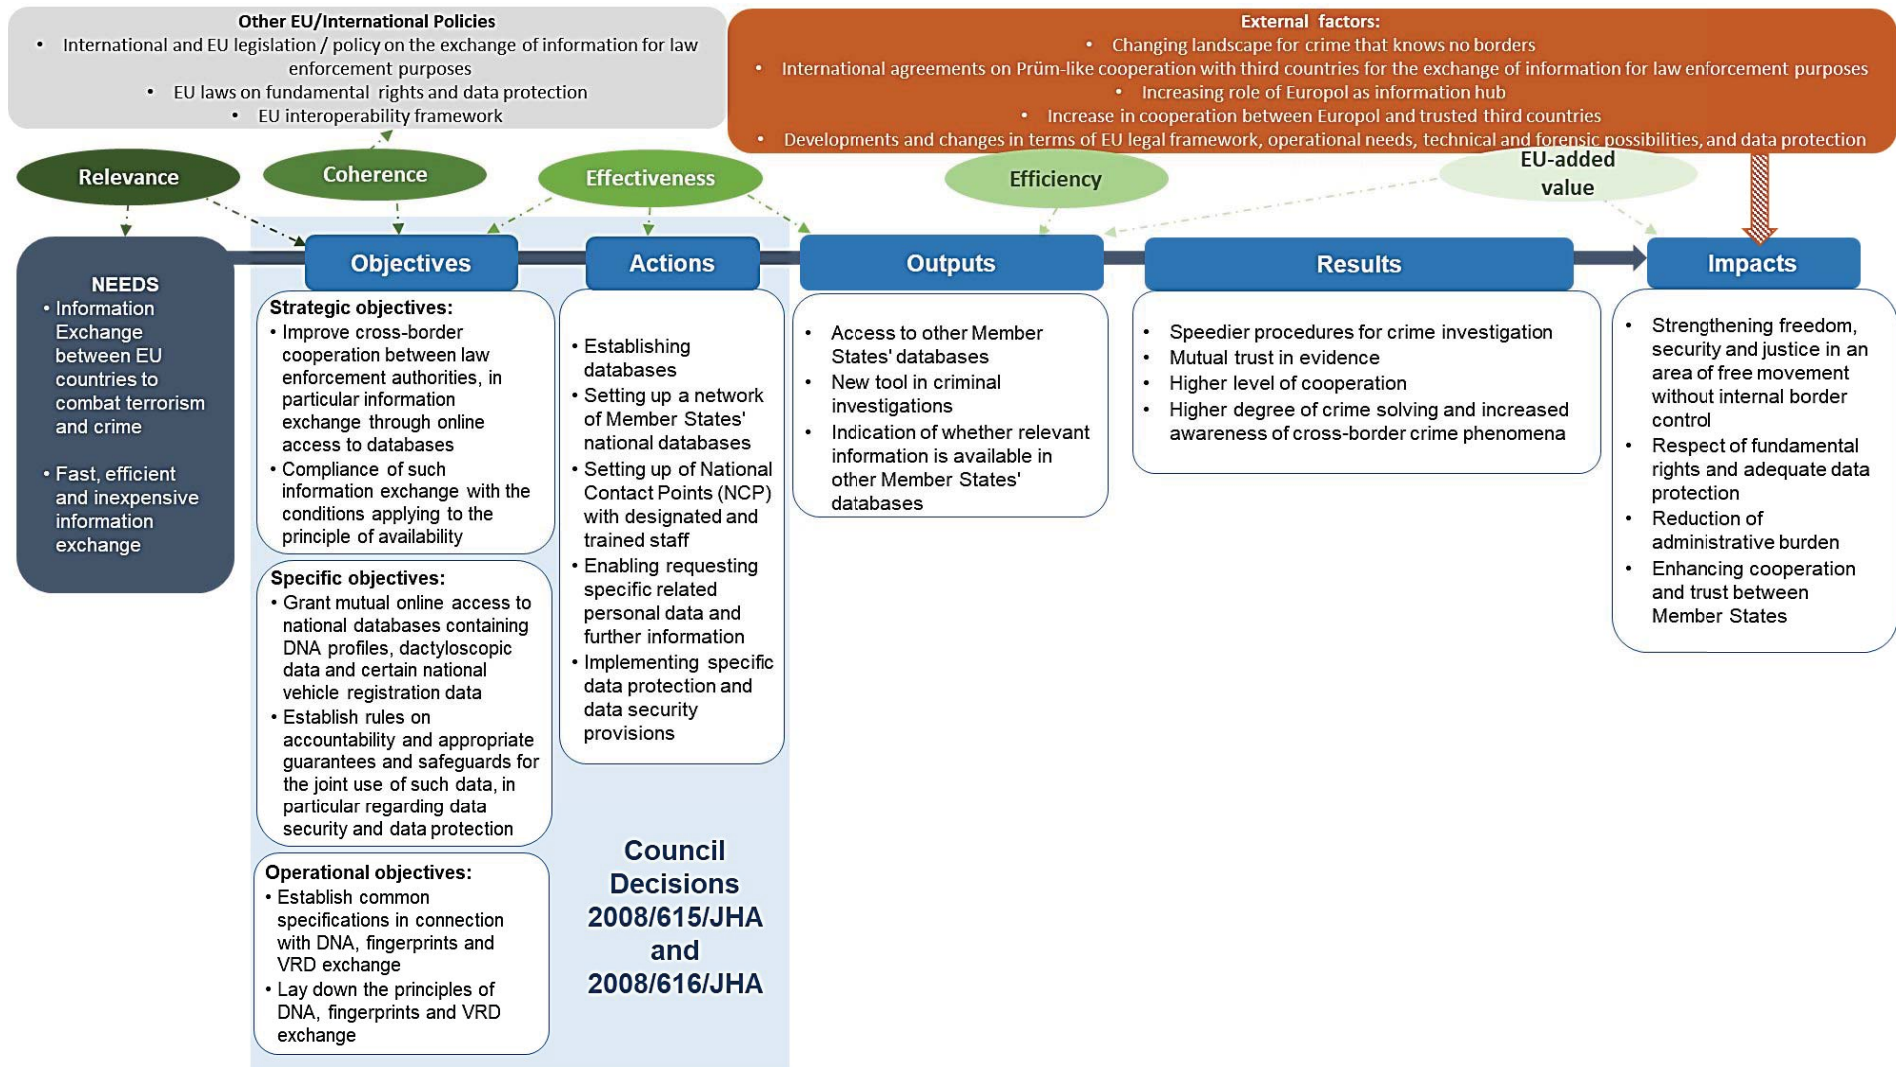 Other EU/International Policies
• International and EU legislation / policy on the exchange of information for law
enforcement purposes
• EU laws on fundamental rights and data protection
• EU interoperability framework
External factors:
• Changing landscape for crime that knows no borders
• International agreements on Prüm-like cooperation with third countries for the exchange of information for law enforcement purposes
• Increasing role of Europol as information hub
• Increase in cooperation between Europol and trusted third countries
• Developments and changes in terms of EU legal framework, operational needs, technical and forensic possibilities, and data protection
Relevance
Coherence
Effectiveness
Efficiency
EU-added
value
NEEDS
• Information
Exchange
between EU
countries to
combat terrorism
and crime
• Fast, efficient
and inexpensive
information
exchange
Objectives
Strategic objectives:
• Improve cross-border
cooperation between law
enforcement authorities, in
particular information
exchange through online
access to databases
• Compliance of such
information exchange with the
conditions applying to the
principle of availability
Specific objectives:
• Grant mutual online access to
national databases containing
DNA profiles, dactyloscopic
data and certain national
vehicle registration data
• Establish rules on
accountability and appropriate
guarantees and safeguards for
the joint use of such data, in
particular regarding data
security and data protection
Operational objectives:
• Establish common
specifications in connection
with DNA, fingerprints and
VRD exchange
• Lay down the principles of
DNA, fingerprints and VRD
exchange
Actions
• Establishing
databases
• Setting up a network
of Member States'
national databases
• Setting up of National
Contact Points (NCP)
with designated and
trained staff
• Enabling requesting
specific related
personal data and
further information
• Implementing specific
data protection and
data security
provisions
Council
Decisions
2008/615/JHA
and
2008/616/JHA
Outputs
• Access to other Member
States' databases
• New tool in criminal
investigations
• Indication of whether relevant
information is available in
other Member States'
databases
Results
• Speedier procedures for crime investigation
• Mutual trust in evidence
• Higher level of cooperation
• Higher degree of crime solving and increased
awareness of cross-border crime phenomena
Impacts
• Strengthening freedom,
security and justice in an
area of free movement
without internal border
control
• Respect of fundamental
rights and adequate data
protection
• Reduction of
administrative burden
• Enhancing cooperation
and trust between
Member States